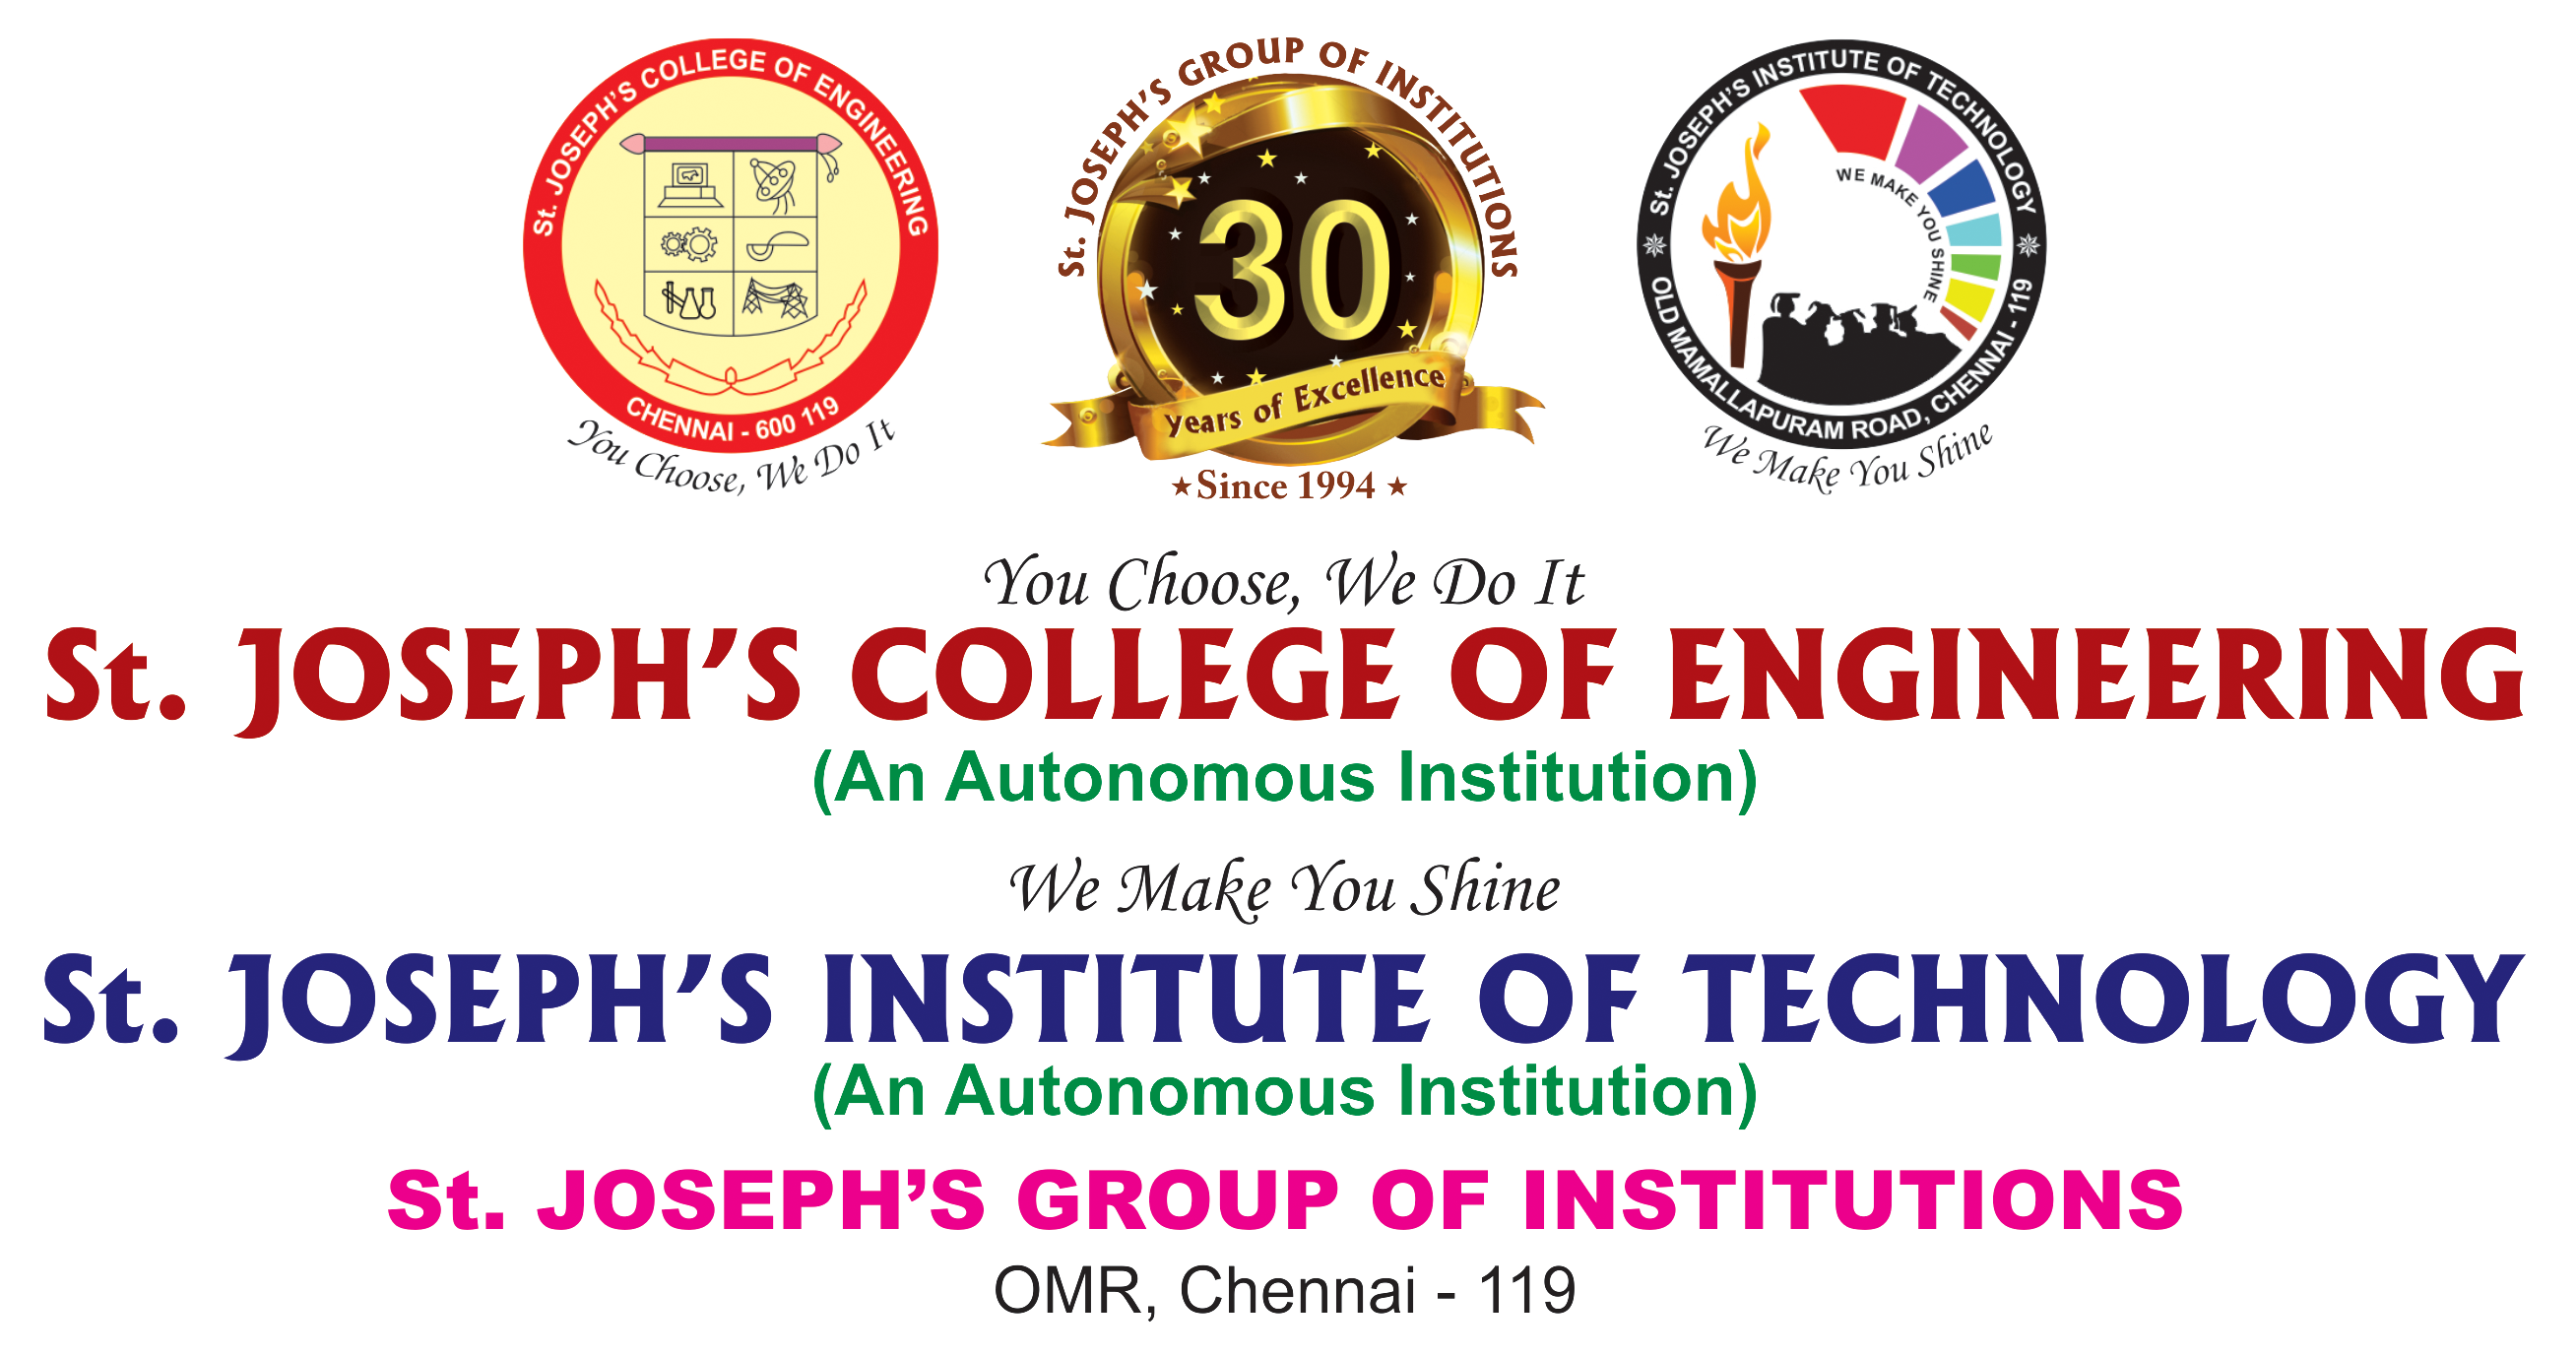 St. JOSEPH'S COLLEGE OF ENGINEERING
CHENNAI - 600 119
You Choose, We Do It
St. JOSEPH'S GROUP OF INSTITUTIONS
30
Years of Excellence
★Since 1994 ★
St. JOSEPH'S INSTITUTE OF TECHNOLOGY
WE MAKE YOU SHINE
OLD MAMALLAPURAM ROAD, CHENNAI - 119
We Make You Shine
You Choose, We Do It
St. JOSEPH'S COLLEGE OF ENGINEERING
(An Autonomous Institution)
We Make You Shine
St. JOSEPH'S INSTITUTE OF TECHNOLOGY
(An Autonomous Institution)
St. JOSEPH'S GROUP OF INSTITUTIONS
OMR, Chennai - 119